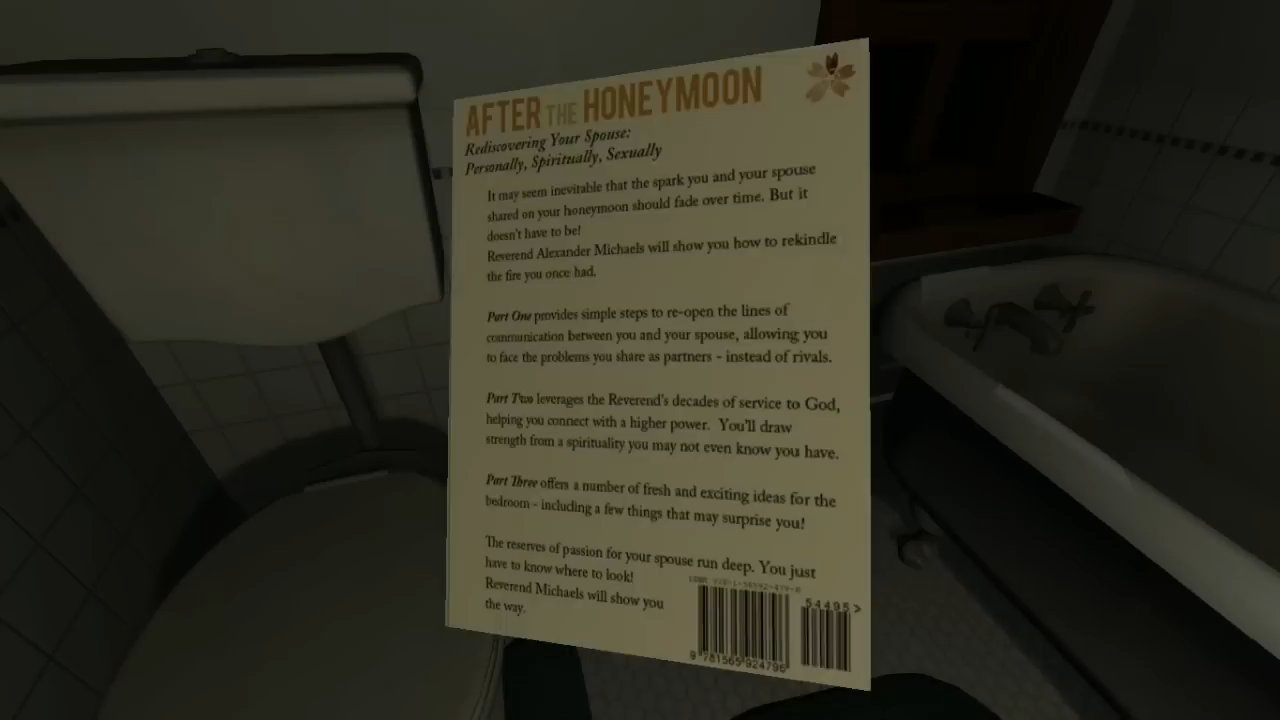 AFTER THE HONEYMOON
Rediscovering Your Spouse:
Personally, Spiritually, Sexually
It may seem inevitable that the spark you and your spouse
shared on your honeymoon should fade over time. But it
doesn't have to be!
Reverend Alexander Michaels will show you how to rekindle
the fire you once had.
Part One provides simple steps to re-open the lines of
communication between you and your spouse, allowing you
to face the problems you share as partners - instead of rivals.
Part Two leverages the Reverend's decades of service to God,
helping you connect with a higher power. You'll draw
strength from a spirituality you may not even know you have.
Part Three offers a number of fresh and exciting ideas for the
bedroom - including a few things that may surprise you!
The reserves of passion for your spouse run deep. You just
have to know where to look!
Reverend Michaels will show you
the way.
ISBN
54495>
9 781565 924796